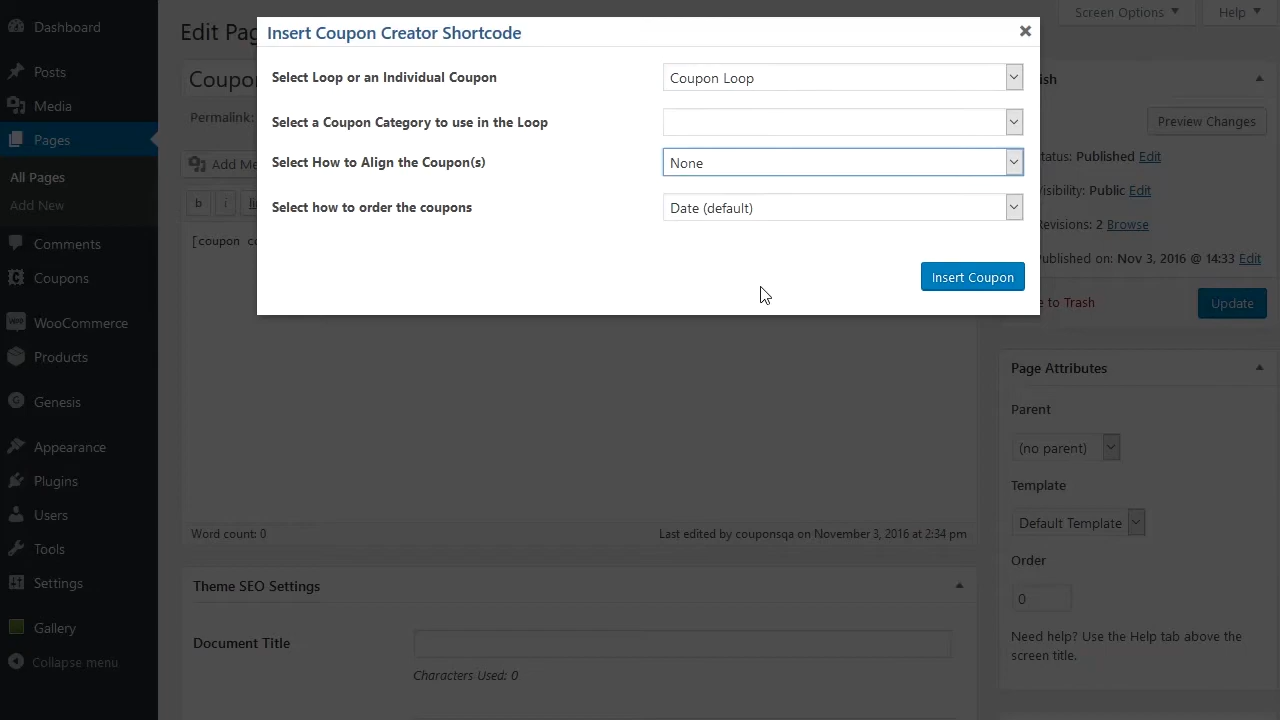 Dashboard
Posts
Media
Pages
All Pages
Add New
Comments
Coupons
WooCommerce
Products
Genesis
Appearance
Plugins
Users
Tools
Settings
Gallery
Collapse menu
Screen Options
Help
Edit Pag
Coupo
Permalink:
Add Me
b
i
[coupon co
Insert Coupon Creator Shortcode
Select Loop or an Individual Coupon
Coupon Loop
Select a Coupon Category to use in the Loop
Select How to Align the Coupon(s)
None
Select how to order the coupons
Date (default)
Insert Coupon
Word count: 0
Last edited by couponsqa on November 3, 2016 at 2:34 pm
Theme SEO Settings
Document Title
Characters Used: 0
ish
Preview Changes
tatus: Published Edit
isibility: Public Edit
evisions: 2 Browse
ublished on: Nov 3, 2016 @ 14:33 Edit
e to Trash
Update
Page Attributes
Parent
(no parent)
Template
Default Template
Order
0
Need help? Use the Help tab above the
screen title.